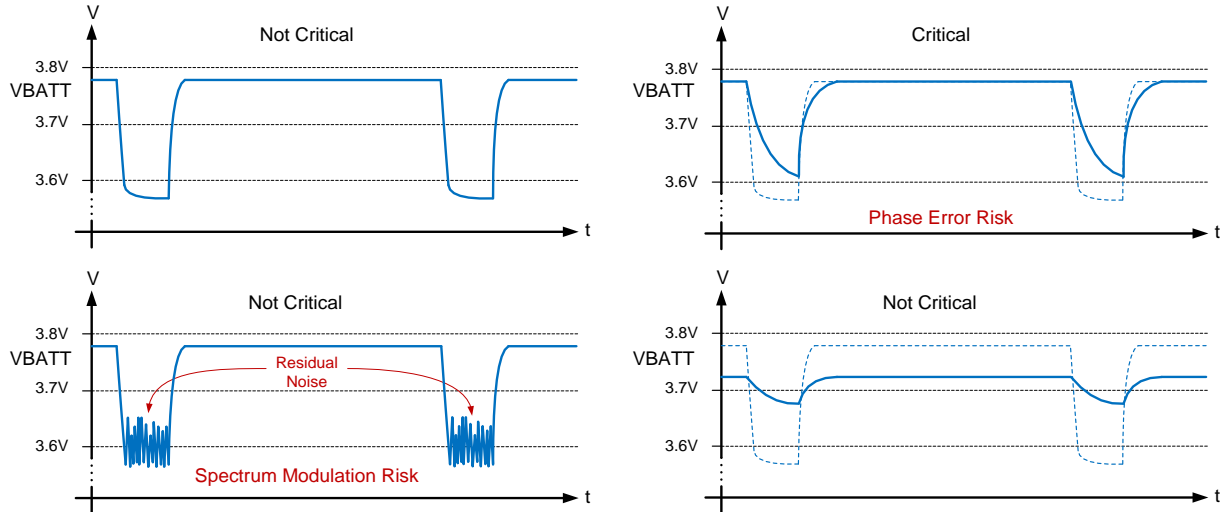 V
Not Critical
3.8V
VBATT
3.7V
3.6V
t
V
Critical
3.8V
VBATT
3.7V
3.6V
Phase Error Risk
t
V
Not Critical
3.8V
VBATT
Residual
Noise
3.7V
3.6V
Spectrum Modulation Risk
t
V
Not Critical
3.8V
VBATT
3.7V
3.6V
t